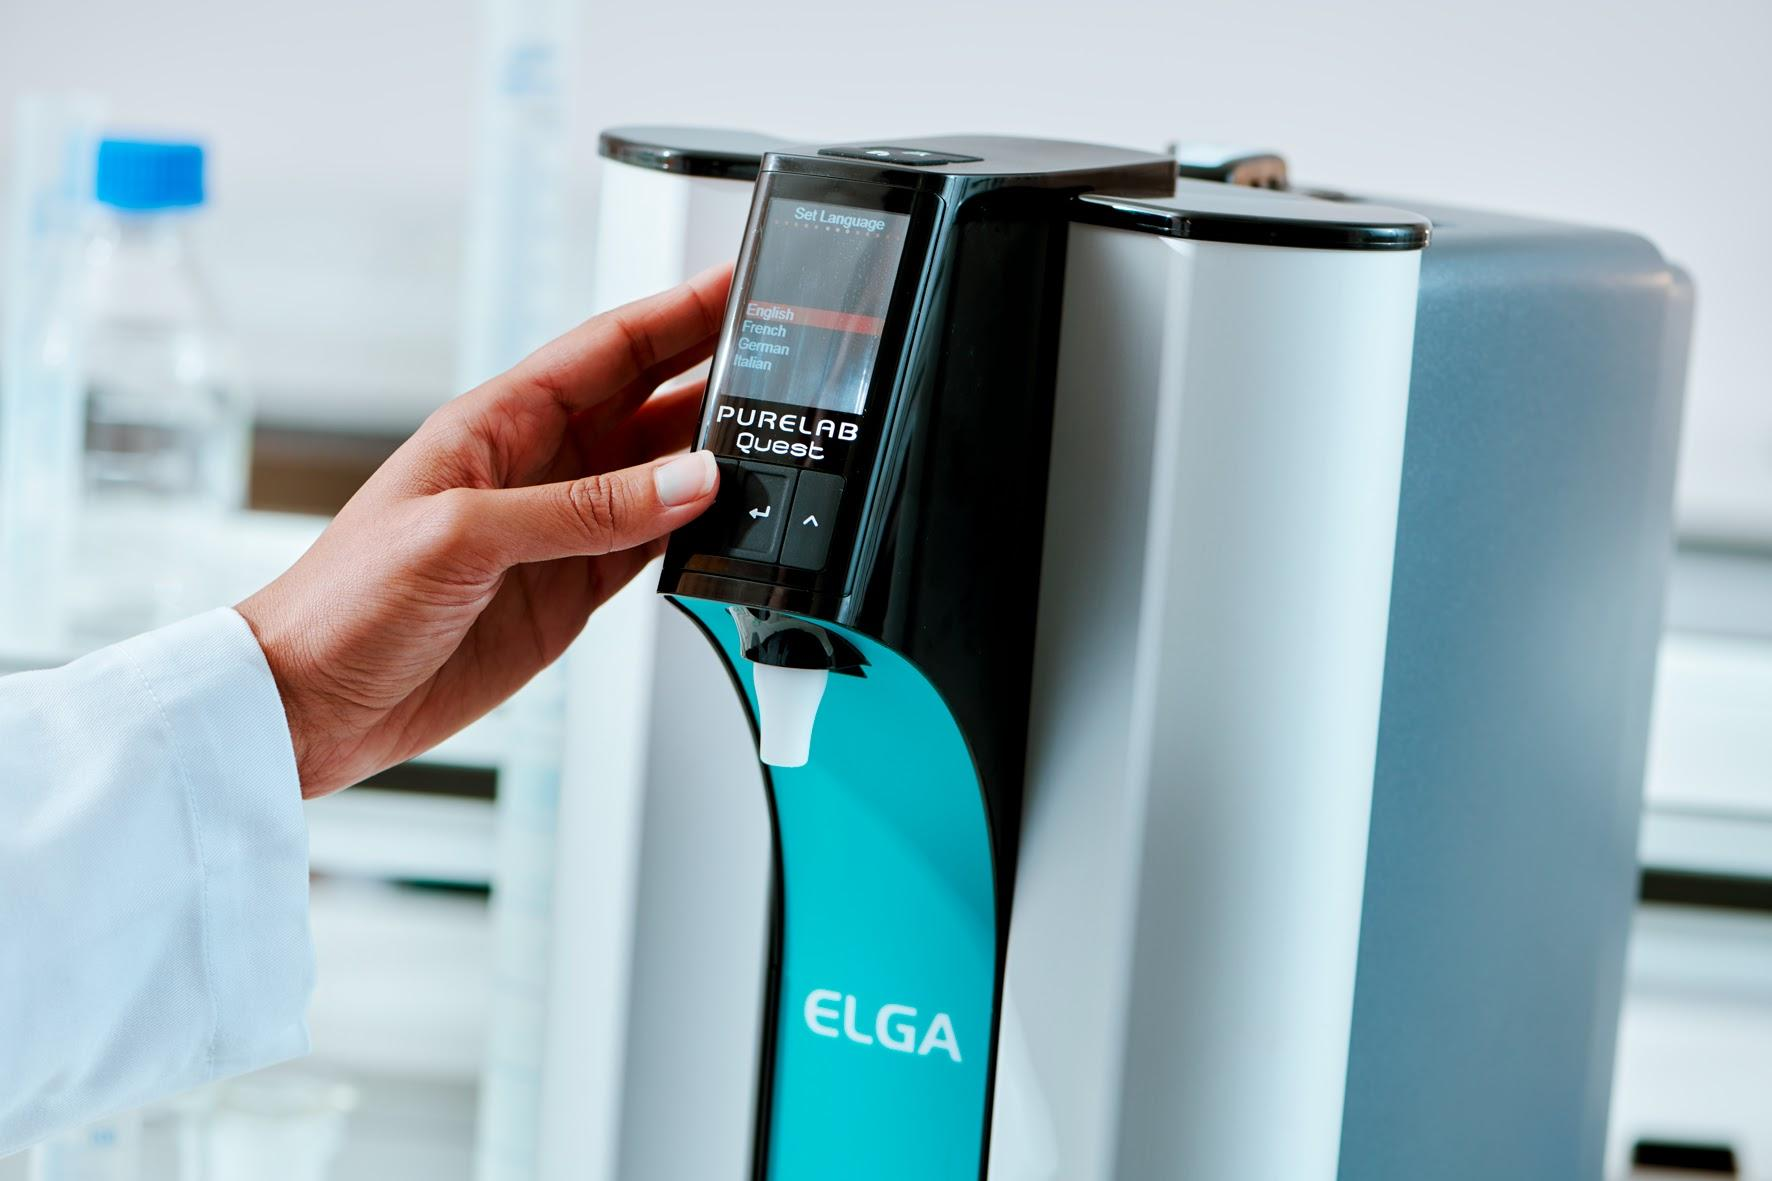 Set Language
English
French
German
Italian
PURELAB
Quest
ELGA